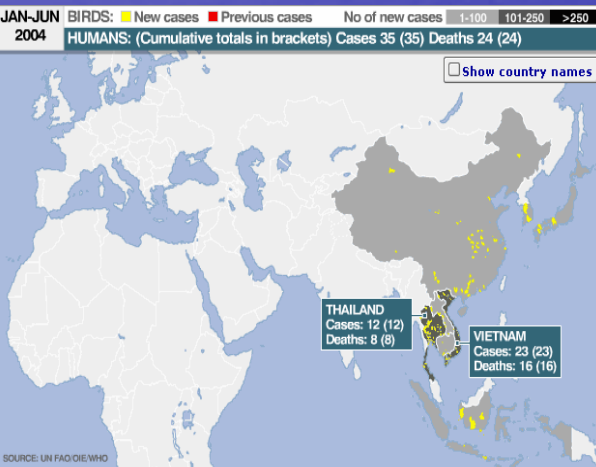 JAN-JUN
2004
BIRDS: New cases Previous cases No of new cases 1-100 101-250 >250
HUMANS: (Cumulative totals in brackets) Cases 35 (35) Deaths 24 (24)
Show country names
THAILAND
Cases: 12 (12)
Deaths: 8 (8)
VIETNAM
Cases: 23 (23)
Deaths: 16 (16)
SOURCE: UN FAO/OIE/WHO